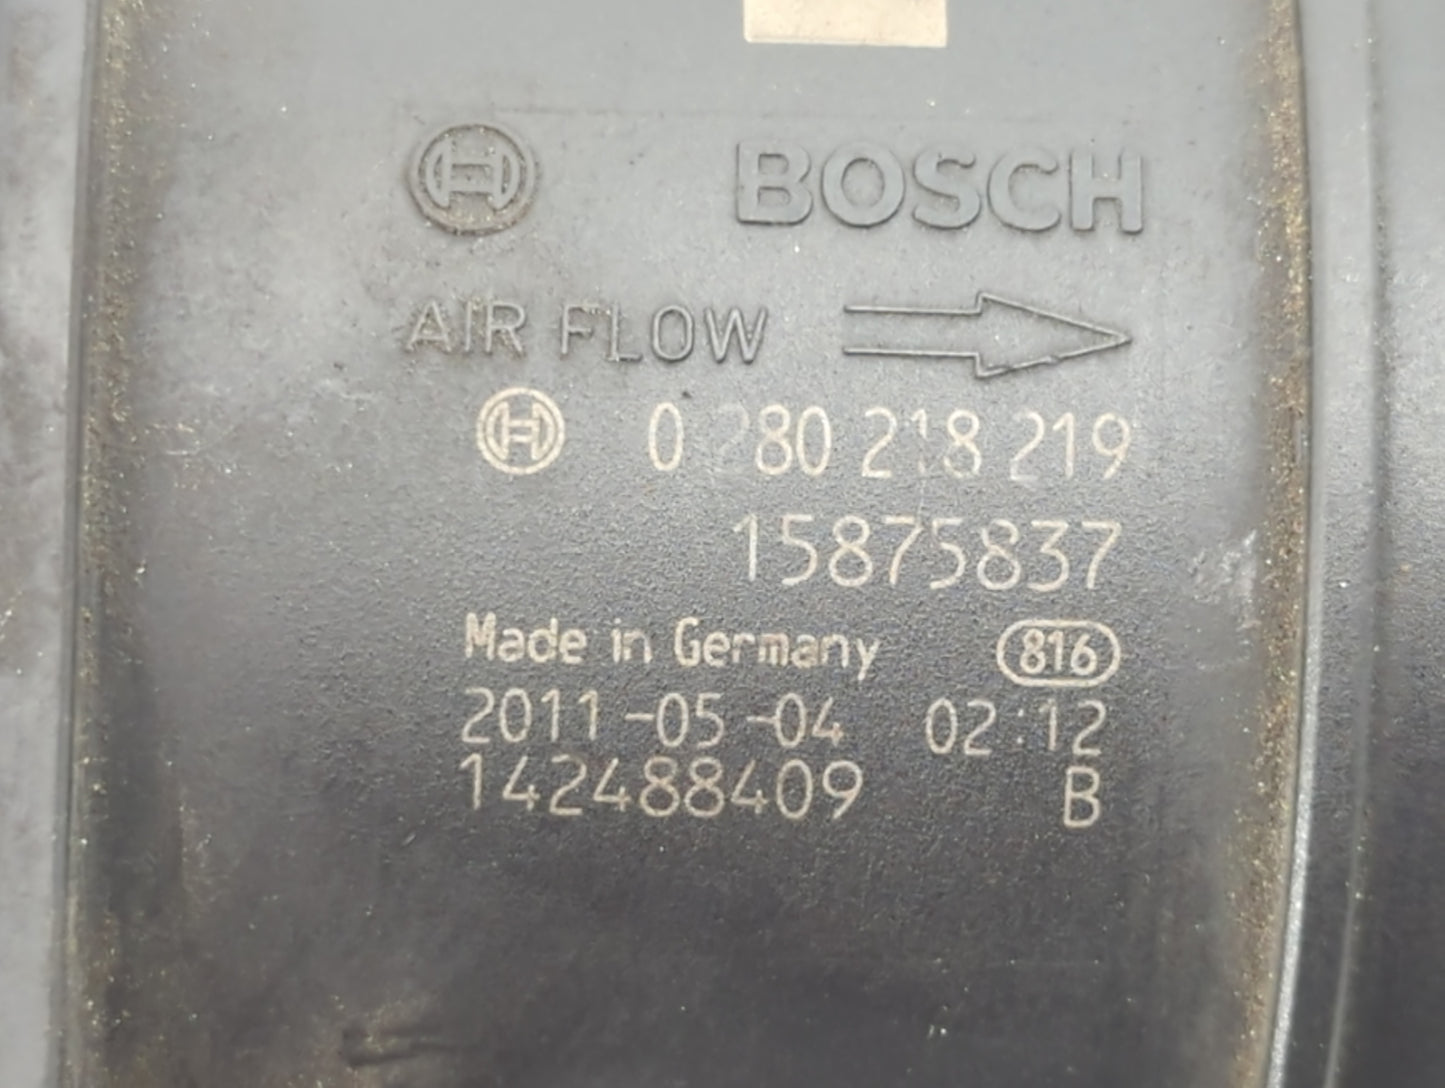 BOSCH
AIR FLOW
0 280 218 219
15875837
Made in Germany 816
2011-05-04 02:12
142488409 B